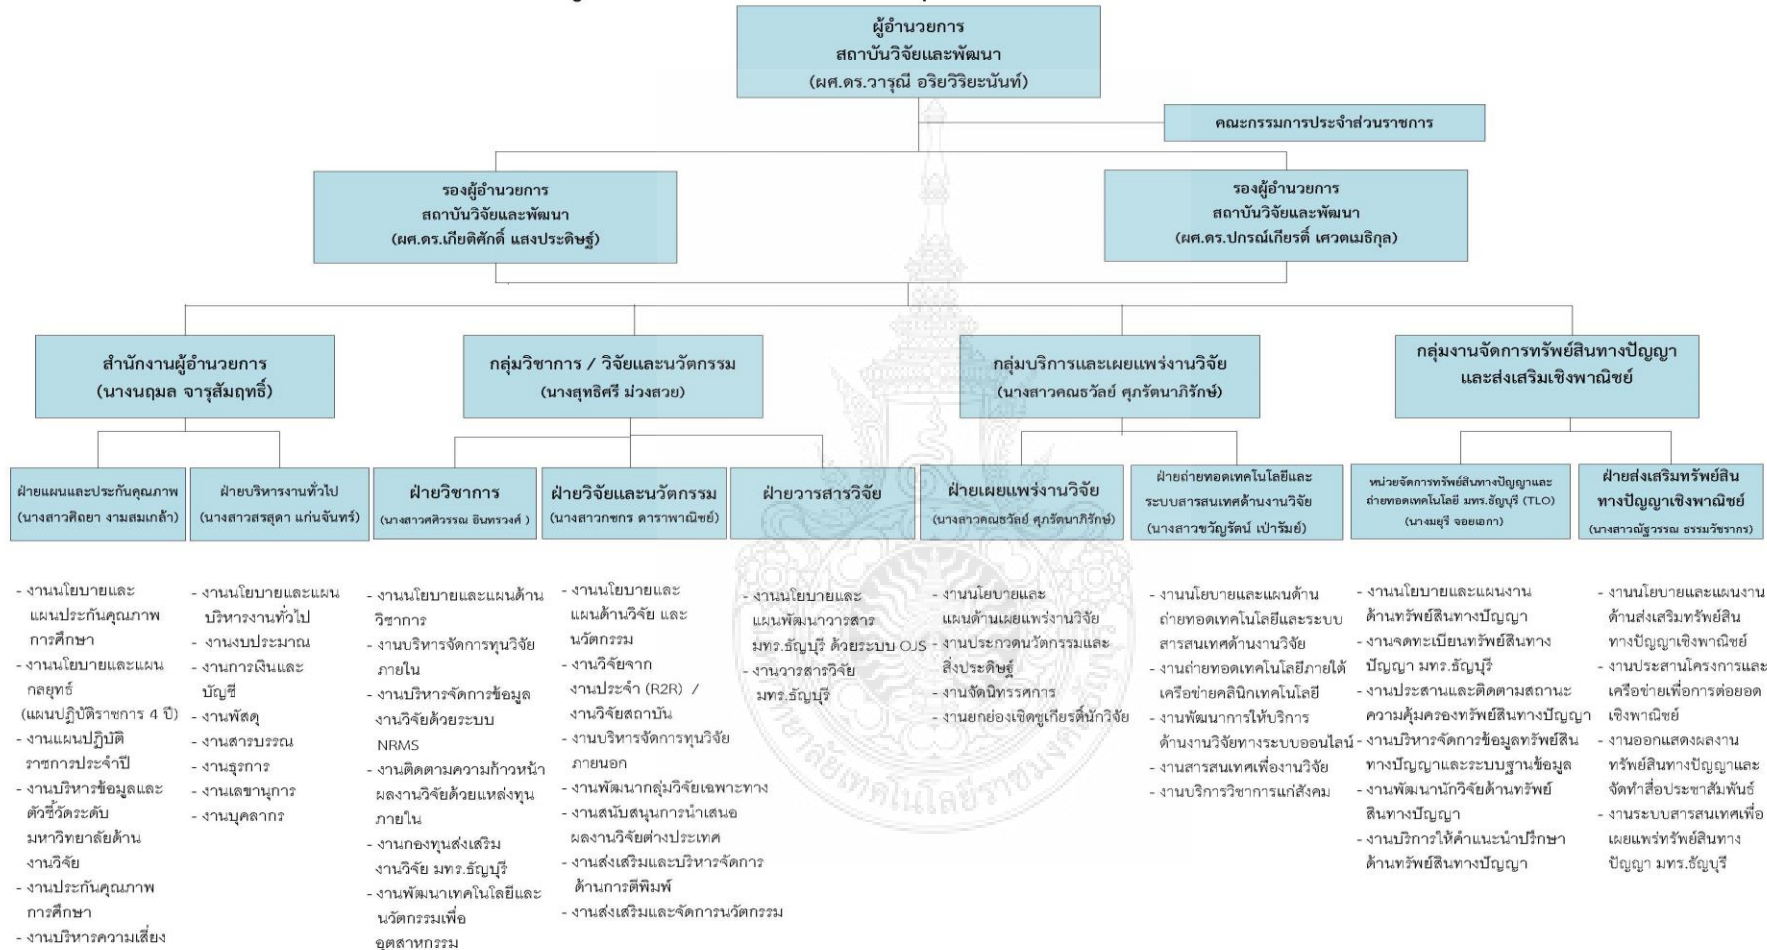 ผู้อำนวยการ
สถาบันวิจัยและพัฒนา
(ผศ.ดร.วารุณี อริยวิริยะนันท์)
คณะกรรมการประจำส่วนราชการ
รองผู้อำนวยการ
สถาบันวิจัยและพัฒนา
(ผศ.ดร.เกียติศักดิ์ แสงประดิษฐ์)
รองผู้อำนวยการ
สถาบันวิจัยและพัฒนา
(ผศ.ดร.ปกรณ์เกียรติ์ เศวตเมธิกุล)
สำนักงานผู้อำนวยการ
(นางนฤมล จารุสัมฤทธิ์)
กลุ่มวิชาการ / วิจัยและนวัตกรรม
(นางสุทธิศรี ม่วงสวย)
กลุ่มบริการและเผยแพร่งานวิจัย
(นางสาวคณธวัลย์ ศุภรัตนาภิรักษ์)
กลุ่มงานจัดการทรัพย์สินทางปัญญา
และส่งเสริมเชิงพาณิชย์
ฝ่ายแผนและประกันคุณภาพ
(นางสาวศิถยา งามสมเกล้า)
ฝ่ายบริหารงานทั่วไป
(นางสาวสรสุดา แก่นจันทร์)
ฝ่ายวิชาการ
(นางสาวศศิวรรณ อินทรวงศ์ )
ฝ่ายวิจัยและนวัตกรรม
(นางสาวกชกร ดาราพาณิชย์)
ฝ่ายวารสารวิจัย
ฝ่ายเผยแพร่งานวิจัย
(นางสาวคณธวัลย์ ศุภรัตนาภิรักษ์)
ฝ่ายถ่ายทอดเทคโนโลยีและ
ระบบสารสนเทศด้านงานวิจัย
(นางสาวขวัญรัตน์ เป่ารัมย์)
หน่วยจัดการทรัพย์สินทางปัญญาและ
ถ่ายทอดเทคโนโลยี มทร.ธัญบุรี (TLO)
(นางมยุรี จอยเอกา)
ฝ่ายส่งเสริมทรัพย์สิน
ทางปัญญาเชิงพาณิชย์
(นางสาวณัฐวรรณ ธรรมวัชรากร)
- งานนโยบายและ
แผนประกันคุณภาพ
การศึกษา
- งานนโยบายและแผน
กลยุทธ์
(แผนปฏิบัติราชการ 4 ปี)
- งานแผนปฏิบัติ
ราชการประจำปี
- งานบริหารข้อมูลและ
ตัวชี้วัดระดับ
มหาวิทยาลัยด้าน
งานวิจัย
- งานประกันคุณภาพ
การศึกษา
- งานบริหารความเสี่ยง
- งานนโยบายและแผน
บริหารงานทั่วไป
- งานงบประมาณ
- งานการเงินและ
บัญชี
- งานพัสดุ
- งานสารบรรณ
- งานธุรการ
- งานเลขานุการ
- งานบุคลากร
- งานนโยบายและแผนด้าน
วิชาการ
- งานบริหารจัดการทุนวิจัย
ภายใน
- งานบริหารจัดการข้อมูล
งานวิจัยด้วยระบบ
NRMS
- งานติดตามความก้าวหน้า
ผลงานวิจัยด้วยแหล่งทุน
ภายใน
- งานกองทุนส่งเสริม
งานวิจัย มทร.ธัญบุรี
- งานพัฒนาเทคโนโลยีและ
นวัตกรรมเพื่อ
อุตสาหกรรม
- งานนโยบายและ
แผนด้านวิจัย และ
นวัตกรรม
- งานวิจัยจาก
งานประจำ (R2R) /
งานวิจัยสถาบัน
- งานบริหารจัดการทุนวิจัย
ภายนอก
- งานพัฒนากลุ่มวิจัยเฉพาะทาง
- งานสนับสนุนการนำเสนอ
ผลงานวิจัยต่างประเทศ
- งานส่งเสริมและบริหารจัดการ
ด้านการตีพิมพ์
- งานส่งเสริมและจัดการนวัตกรรม
- งานนโยบายและ
แผนพัฒนาวารสาร
มทร.ธัญบุรี ด้วยระบบ OJS
- งานวารสารวิจัย
มทร.ธัญบุรี
- งานนโยบายและ
แผนด้านเผยแพร่งานวิจัย
- งานประกวดนวัตกรรมและ
สิ่งประดิษฐ์
- งานจัดนิทรรศการ
- งานยกย่องเชิดชูเกียรติ์นักวิจัย
- งานนโยบายและแผนด้าน
ถ่ายทอดเทคโนโลยีและระบบ
สารสนเทศด้านงานวิจัย
- งานถ่ายทอดเทคโนโลยีภายใต้
เครือข่ายคลินิกเทคโนโลยี
- งานพัฒนาการให้บริการ
ด้านงานวิจัยทางระบบออนไลน์
- งานสารสนเทศเพื่องานวิจัย
- งานบริการวิชาการแก่สังคม
- งานนโยบายและแผนงาน
ด้านทรัพย์สินทางปัญญา
- งานจดทะเบียนทรัพย์สินทาง
ปัญญา มทร.ธัญบุรี
- งานประสานและติดตามสถานะ
ความคุ้มครองทรัพย์สินทางปัญญา
- งานบริหารจัดการข้อมูลทรัพย์สิน
ทางปัญญาและระบบฐานข้อมูล
- งานพัฒนานักวิจัยด้านทรัพย์
สินทางปัญญา
- งานบริการให้คำแนะนำปรึกษา
ด้านทรัพย์สินทางปัญญา
- งานนโยบายและแผนงาน
ด้านส่งเสริมทรัพย์สิน
ทางปัญญาเชิงพาณิชย์
- งานประสานโครงการและ
เครือข่ายเพื่อการต่อยอด
เชิงพาณิชย์
- งานออกแสดงผลงาน
ทรัพย์สินทางปัญญาและ
จัดทำสื่อประชาสัมพันธ์
- งานระบบสารสนเทศเพื่อ
เผยแพร่ทรัพย์สินทาง
ปัญญา มทร.ธัญบุรี